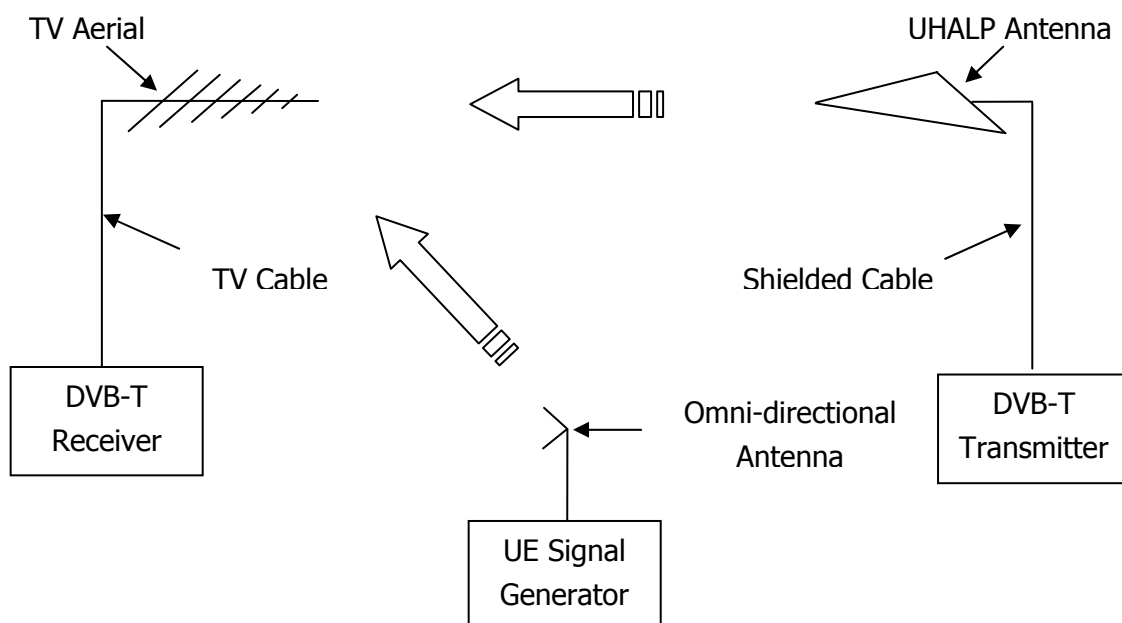 TV Aerial
UHALP Antenna
TV Cable
Shielded Cable
DVB-T
Receiver
Omni-directional
Antenna
DVB-T
Transmitter
UE Signal
Generator